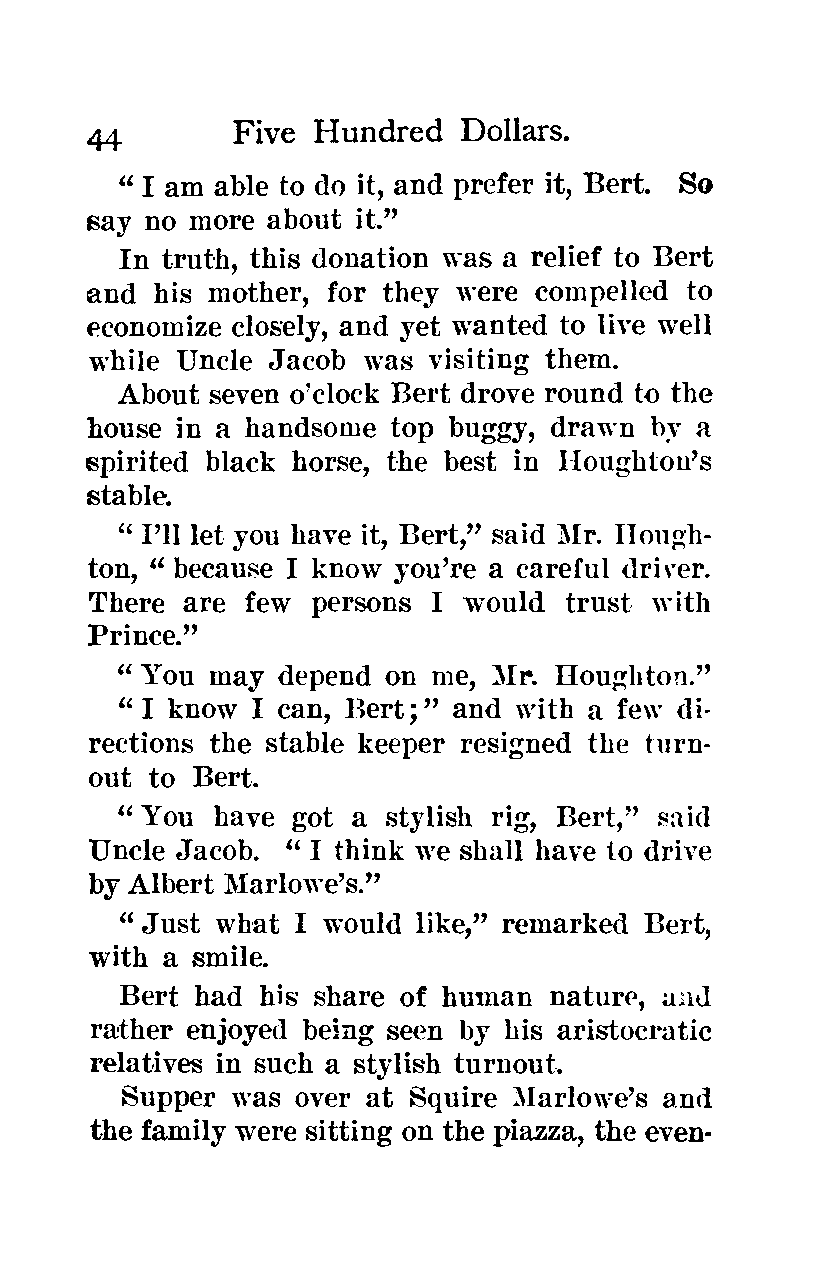 44 Five Hundred Dollars.
“ I am able to do it, and prefer it, Bert. So
say no more about it.”
In truth, this donation was a relief to Bert
and his mother, for they were compelled to
economize closely, and yet wanted to live well
while Uncle Jacob was visiting them.
About seven o’clock Bert drove round to the
house in a handsome top buggy, drawn by a
spirited black horse, the best in Houghton’s
stable.
“ I’ll let you have it, Bert,” said Mr. Hough-
ton, “ because I know you’re a careful driver.
There are few persons I would trust with
Prince.”
“ You may depend on me, Mr. Houghton.”
“ I know I can, Bert;” and with a few di-
rections the stable keeper resigned the turn-
out to Bert.
“ You have got a stylish rig, Bert,” said
Uncle Jacob. “ I think we shall have to drive
by Albert Marlowe’s.”
“ Just what I would like,” remarked Bert,
with a smile.
Bert had his share of human nature, and
rather enjoyed being seen by his aristocratic
relatives in such a stylish turnout.
Supper was over at Squire Marlowe’s and
the family were sitting on the piazza, the even-